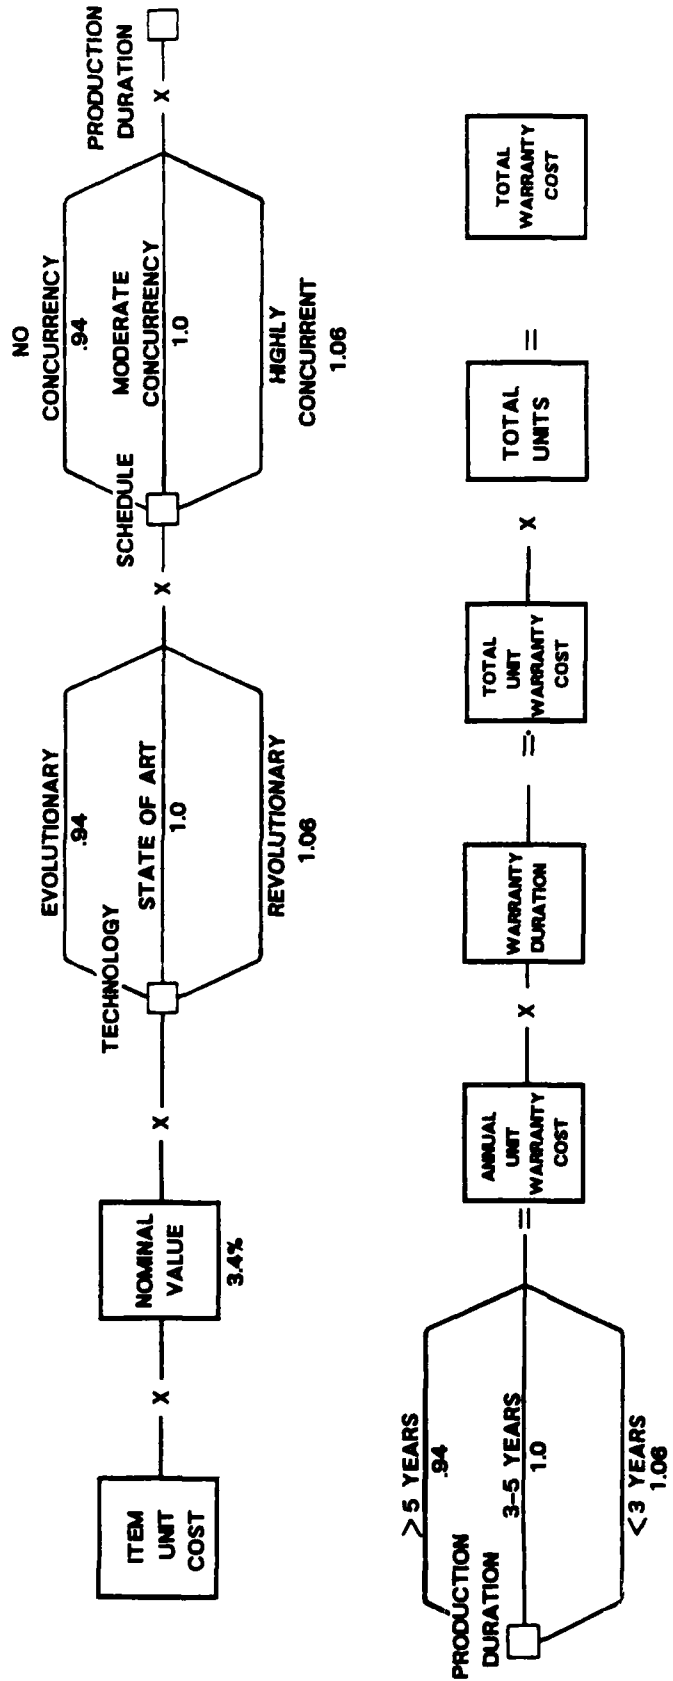 ITEM
UNIT
COST
X
NOMINAL
VALUE
3.4%
X
TECHNOLOGY
EVOLUTIONARY
.94
STATE OF ART
1.0
REVOLUTIONARY
1.06
X
SCHEDULE
NO
CONCURRENCY
.94
MODERATE
CONCURRENCY
1.0
HIGHLY
CONCURRENT
1.06
X
PRODUCTION
DURATION
PRODUCTION
DURATION
>5 YEARS
.94
3-5 YEARS
1.0
<3 YEARS
1.06
=
ANNUAL
UNIT
WARRANTY
COST
X
WARRANTY
DURATION
=
TOTAL
UNIT
WARRANTY
COST
X
TOTAL
UNITS
=
TOTAL
WARRANTY
COST